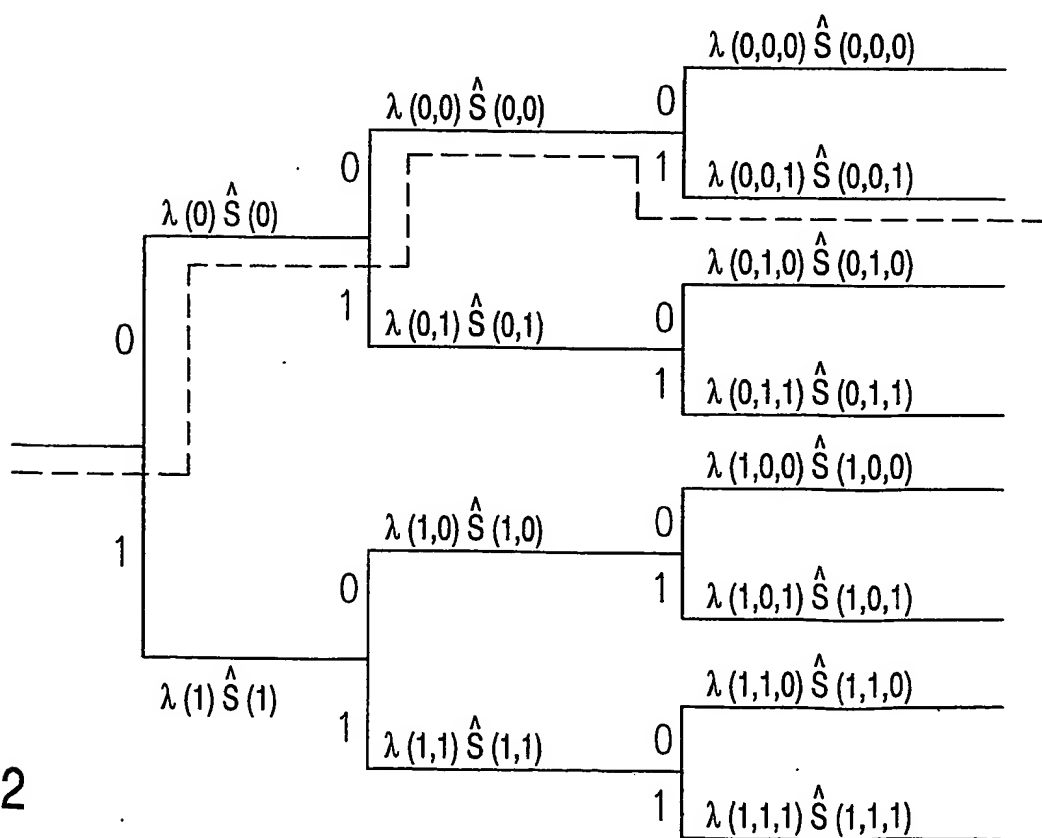 λ (0,0,0) Ŝ (0,0,0)
0
λ (0,0) Ŝ (0,0)
1
λ (0,0,1) Ŝ (0,0,1)
0
λ (0) Ŝ (0)
λ (0,1,0) Ŝ (0,1,0)
1
0
λ (0,1) Ŝ (0,1)
0
1
λ (0,1,1) Ŝ (0,1,1)
λ (1,0,0) Ŝ (1,0,0)
1
λ (1,0) Ŝ (1,0)
0
0
1
λ (1,0,1) Ŝ (1,0,1)
λ (1) Ŝ (1)
λ (1,1,0) Ŝ (1,1,0)
1
λ (1,1) Ŝ (1,1)
0
2
1
λ (1,1,1) Ŝ (1,1,1)